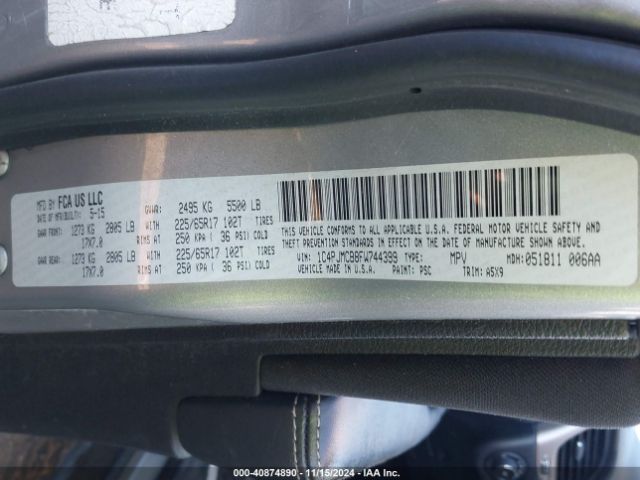 MFD BY FCA US LLC
DATE OF MFR/BUILT: 5-15 GVWR: 2495 KG 5500 LB
GAWR FRONT: 1273 KG 2805 LB WITH 225/65R17 102T TIRES
17X7.0 RIMS AT 250 KPA ( 36 PSI) COLD
GAWR REAR: 1273 KG 2805 LB WITH 225/65R17 102T TIRES
17X7.0 RIMS AT 250 KPA ( 36 PSI) COLD
THIS VEHICLE CONFORMS TO ALL APPLICABLE U.S.A. FEDERAL MOTOR VEHICLE SAFETY AND
THEFT PREVENTION STANDARDS IN EFFECT ON THE DATE OF MANUFACTURE SHOWN ABOVE.
VIN: 1C4PJMCBBFW744399 TYPE: MPV MDH: 051811 006AA
VEHICLE MADE IN U.S.A. PAINT: PSC TRIM: A5X9
000-40874890 - 11/15/2024 - IAA Inc.